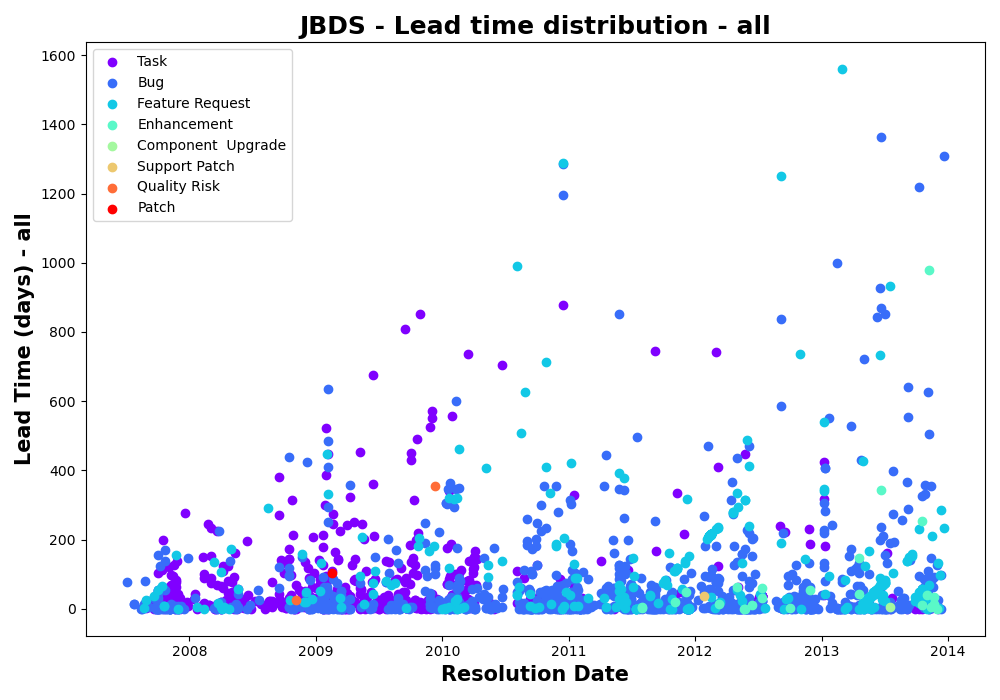 JBDS - Lead time distribution - all
1600
1400
1200
1000
800
600
400
200
0
Lead Time (days) - all
Task
Bug
Feature Request
Enhancement
Component  Upgrade
Support Patch
Quality Risk
Patch
2008 2009 2010 2011 2012 2013 2014
Resolution Date